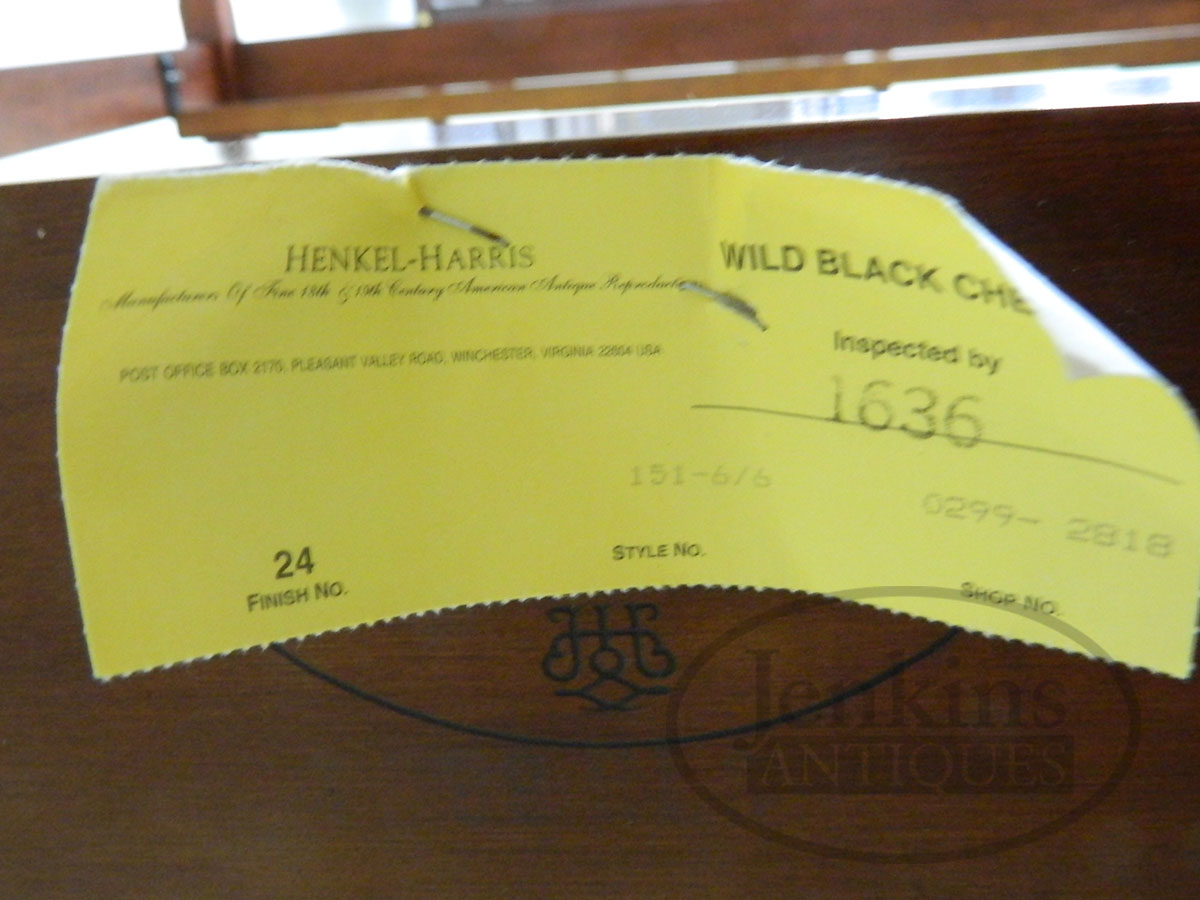 HENKEL-HARRIS
Manufacturers Of Fine 18th & 19th Century American Antique
POST OFFICE BOX 2170, PLEASANT VALLEY ROAD, WINCHESTER, VIRGINIA 22604 USA
WILD BLACK CHE
Inspected by
1636
151-6/6
0299- 2818
24
FINISH NO.
STYLE NO.
SHOP NO.
Jenkins
ANTIQUES